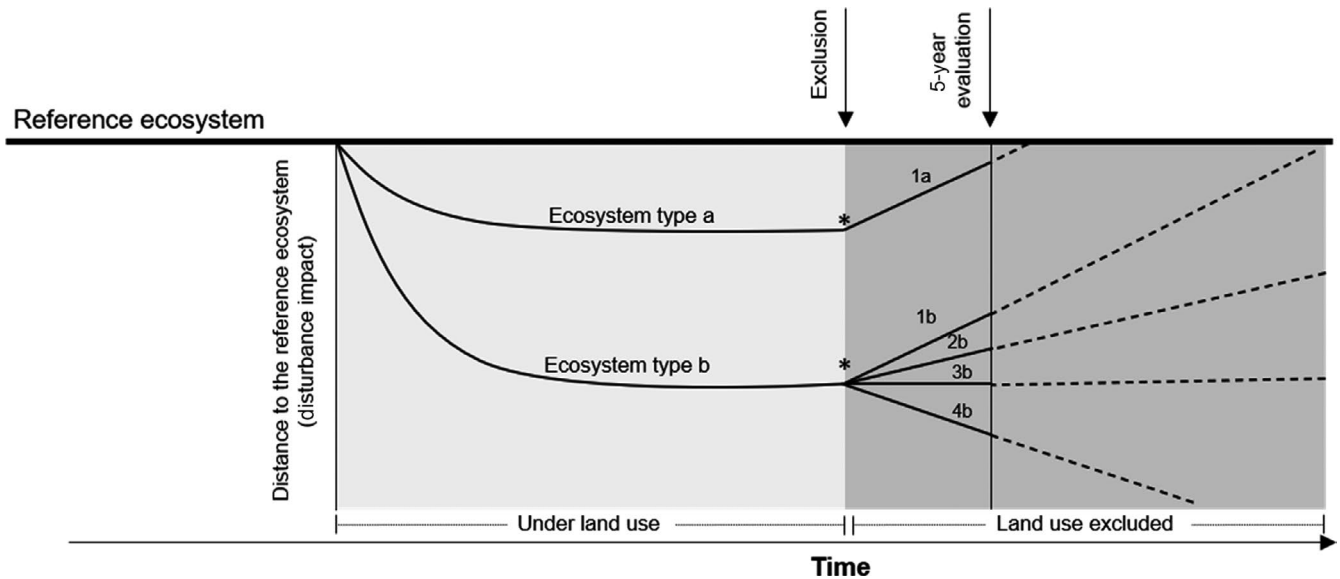 Exclusion
5-year
evaluation
Reference ecosystem
Distance to the reference ecosystem
(disturbance impact)
Ecosystem type a
*
1a
Ecosystem type b
*
1b
2b
3b
4b
Under land use
Land use excluded
Time